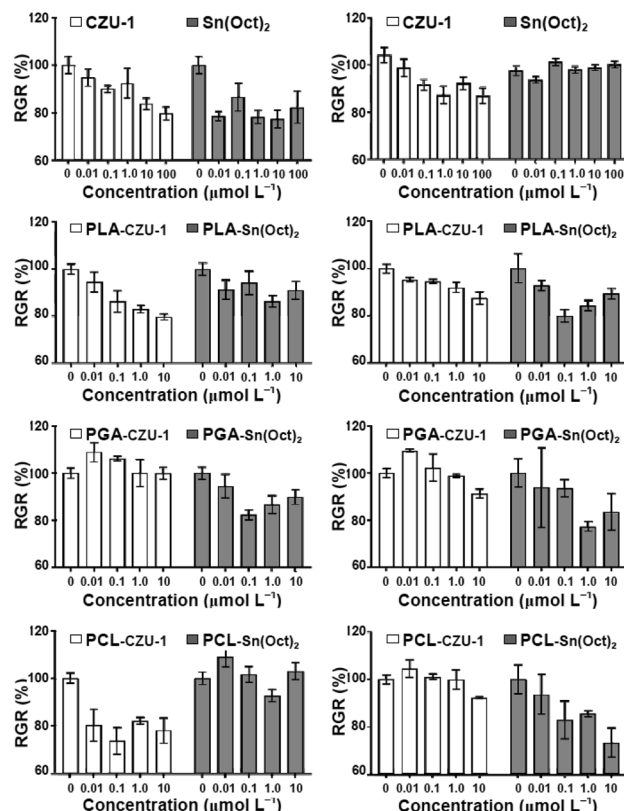 CZU-1 Sn(Oct)₂
RGR (%)
120
100
80
60
0 0.01 0.1 1.0 10 100 0 0.01 0.1 1.0 10 100
Concentration (μmol L⁻¹)
CZU-1 Sn(Oct)₂
RGR (%)
120
100
80
60
0 0.01 0.1 1.0 10 100 0 0.01 0.1 1.0 10 100
Concentration (μmol L⁻¹)
PLA-CZU-1 PLA-Sn(Oct)₂
RGR (%)
120
100
80
60
0 0.01 0.1 1.0 10 0 0.01 0.1 1.0 10
Concentration (μmol L⁻¹)
PLA-CZU-1 PLA-Sn(Oct)₂
RGR (%)
120
100
80
60
0 0.01 0.1 1.0 10 0 0.01 0.1 1.0 10
Concentration (μmol L⁻¹)
PGA-CZU-1 PGA-Sn(Oct)₂
RGR (%)
120
100
80
60
0 0.01 0.1 1.0 10 0 0.01 0.1 1.0 10
Concentration (μmol L⁻¹)
PGA-CZU-1 PGA-Sn(Oct)₂
RGR (%)
120
100
80
60
0 0.01 0.1 1.0 10 0 0.01 0.1 1.0 10
Concentration (μmol L⁻¹)
PCL-CZU-1 PCL-Sn(Oct)₂
RGR (%)
120
100
80
60
0 0.01 0.1 1.0 10 0 0.01 0.1 1.0 10
Concentration (μmol L⁻¹)
PCL-CZU-1 PCL-Sn(Oct)₂
RGR (%)
120
100
80
60
0 0.01 0.1 1.0 10 0 0.01 0.1 1.0 10
Concentration (μmol L⁻¹)